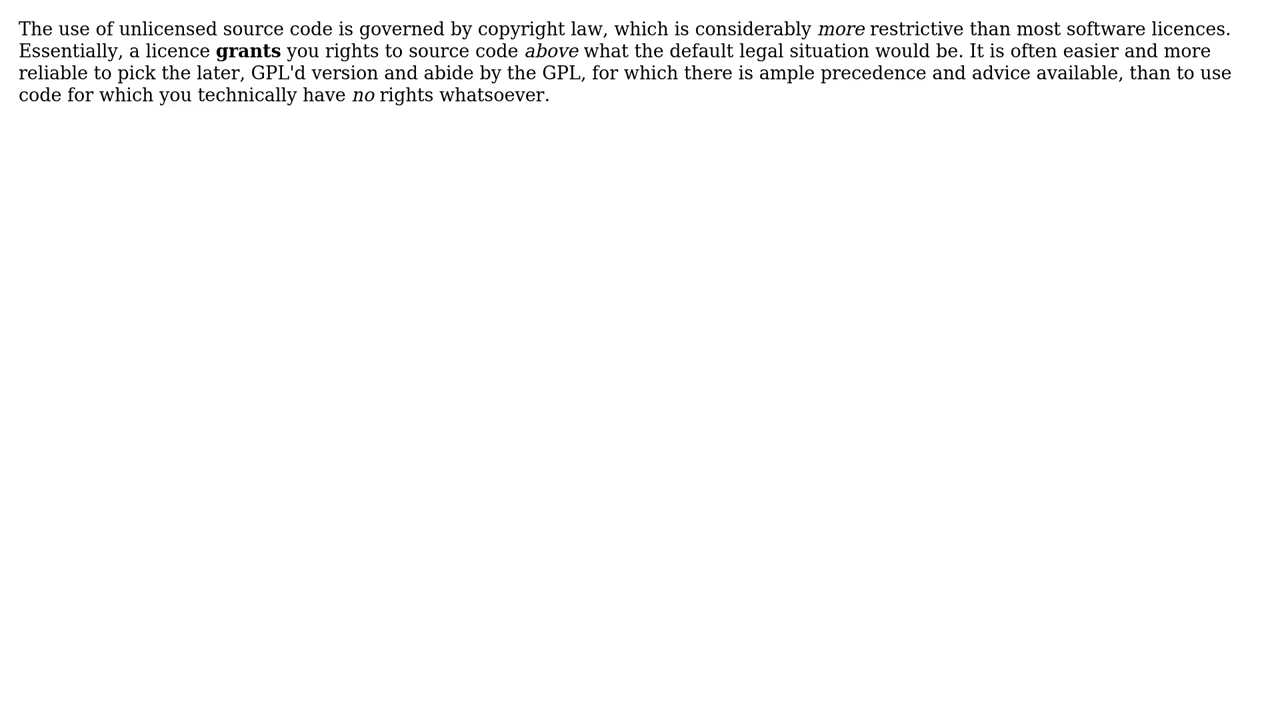 The use of unlicensed source code is governed by copyright law, which is considerably more restrictive than most software licences.
Essentially, a licence grants you rights to source code above what the default legal situation would be. It is often easier and more
reliable to pick the later, GPL'd version and abide by the GPL, for which there is ample precedence and advice available, than to use
code for which you technically have no rights whatsoever.